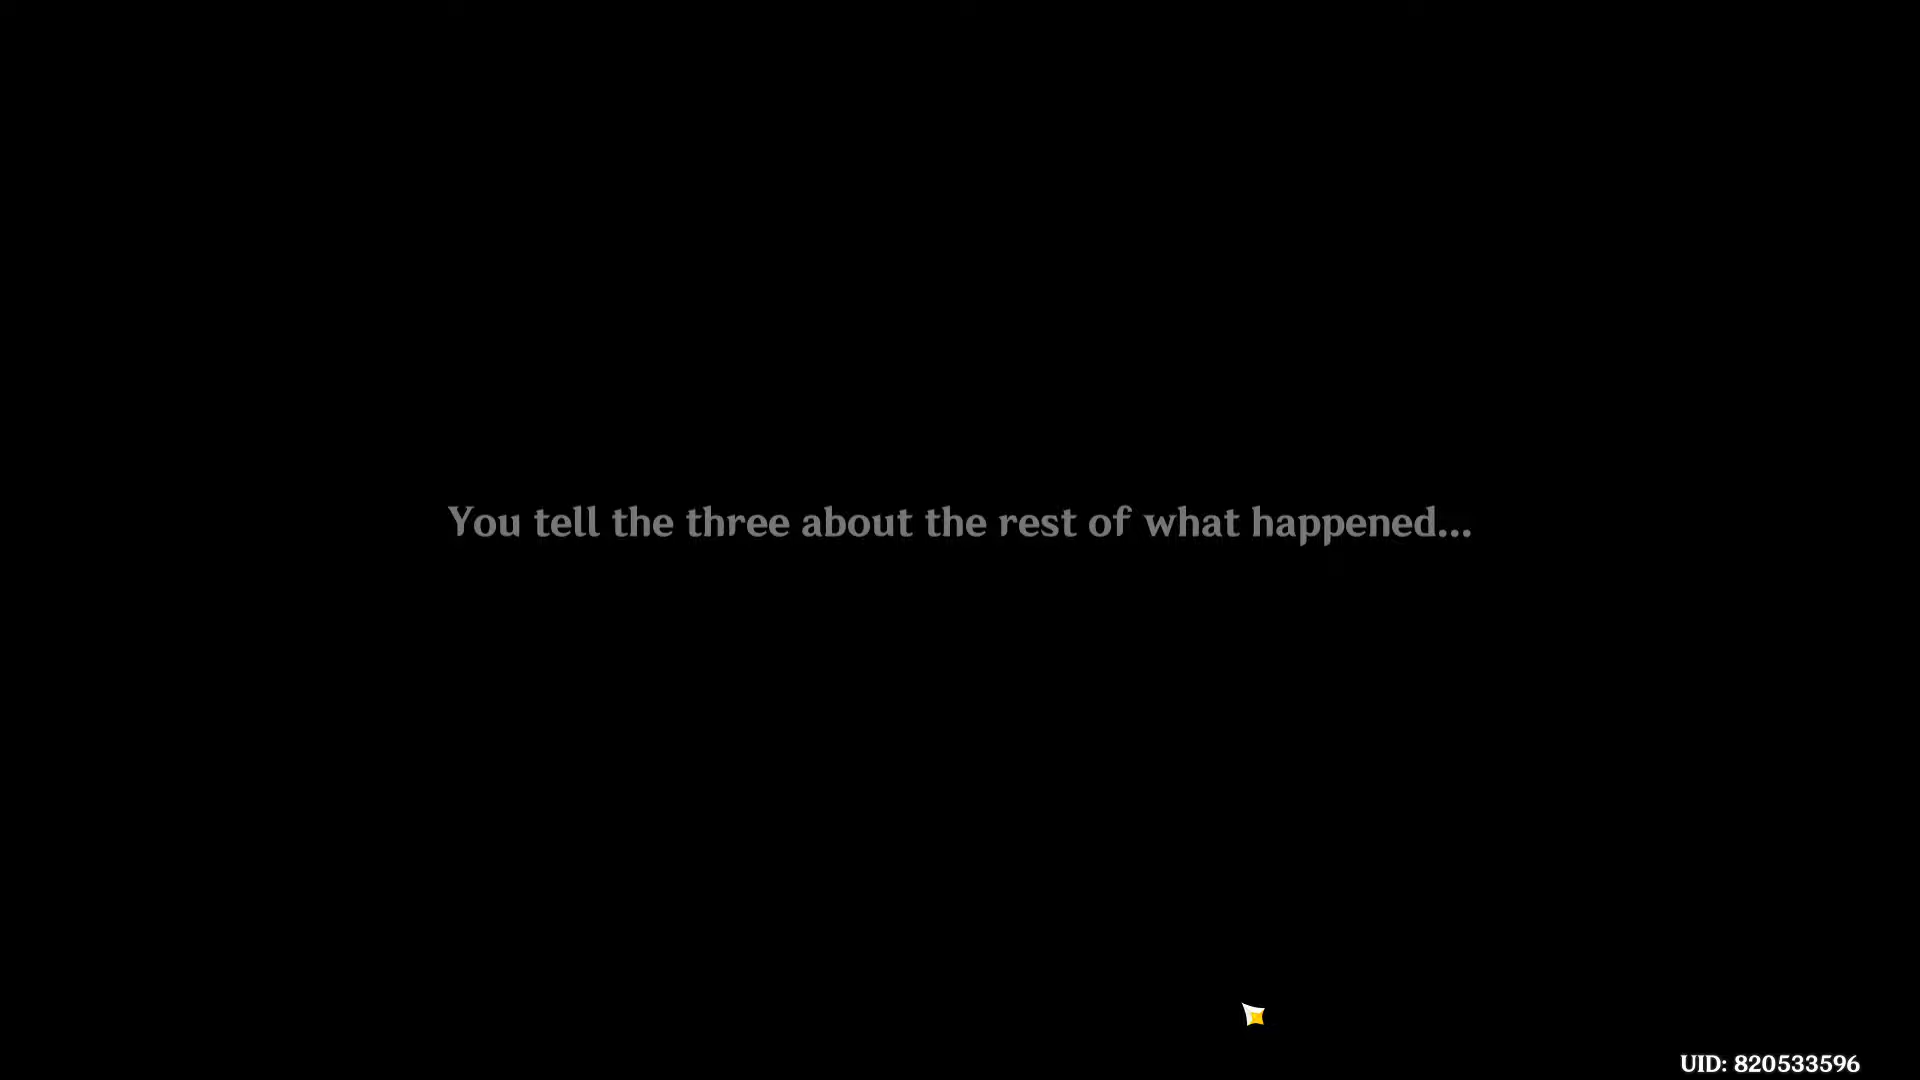 You tell the three about the rest of what happened...
UID: 820533596